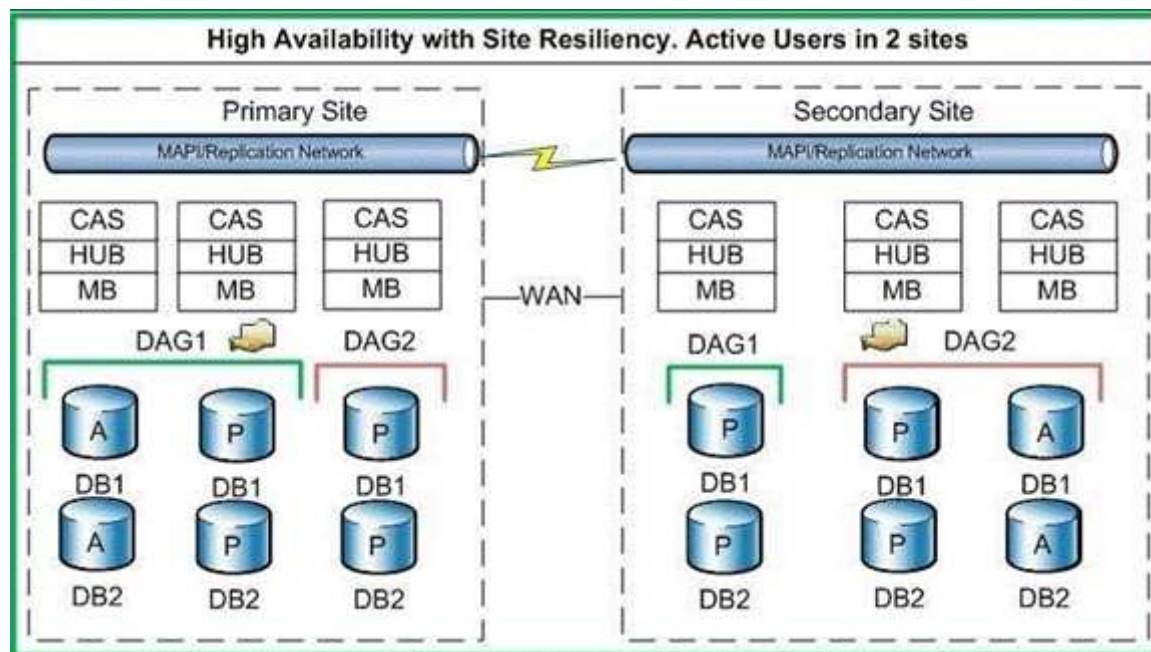 High Availability with Site Resiliency. Active Users in 2 sites
Primary Site
Secondary Site
MAPI/Replication Network
MAPI/Replication Network
CAS CAS CAS CAS CAS CAS
HUB HUB HUB HUB HUB HUB
MB MB MB MB MB MB
WAN
DAG1 DAG2 DAG1 DAG2
A P P P P A
DB1 DB1 DB1 DB1 DB1 DB1
A P P P P A
DB2 DB2 DB2 DB2 DB2 DB2